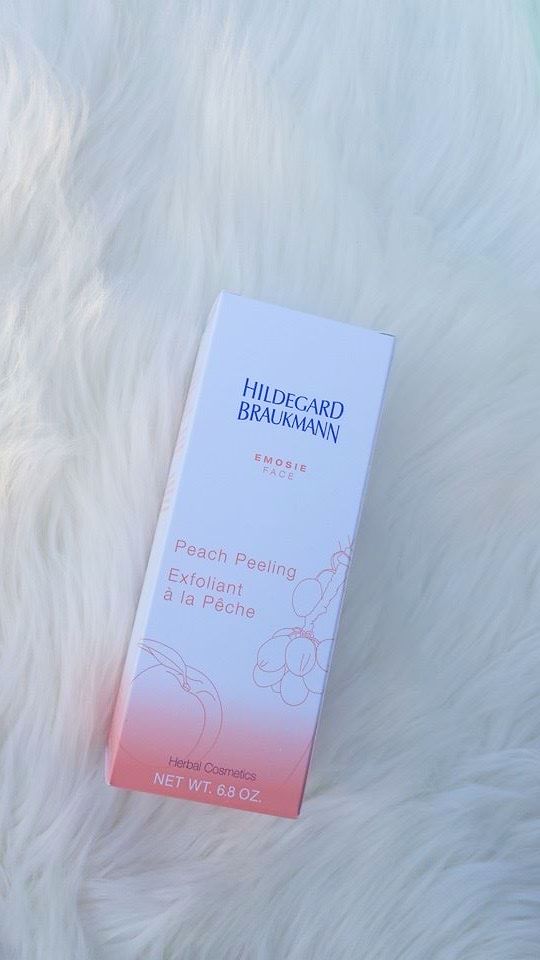 HILDEGARD
BRAUKMANN
EMOSIE
FACE
Peach Peeling
Exfoliant
à la Pêche
Herbal Cosmetics
NET WT. 6.8 OZ.